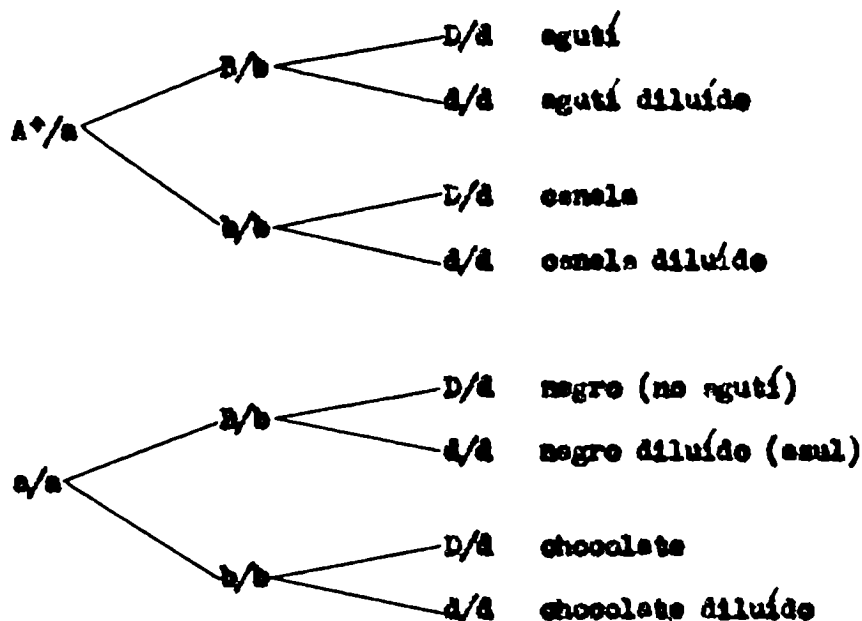 D/d agutí
B/b
d/d agutí diluído
A+/a
D/d canela
b/b
d/d canela diluído
D/d negro (no agutí)
B/b
d/d negro diluído (azul)
a/a
D/d chocolate
b/b
d/d chocolate diluído